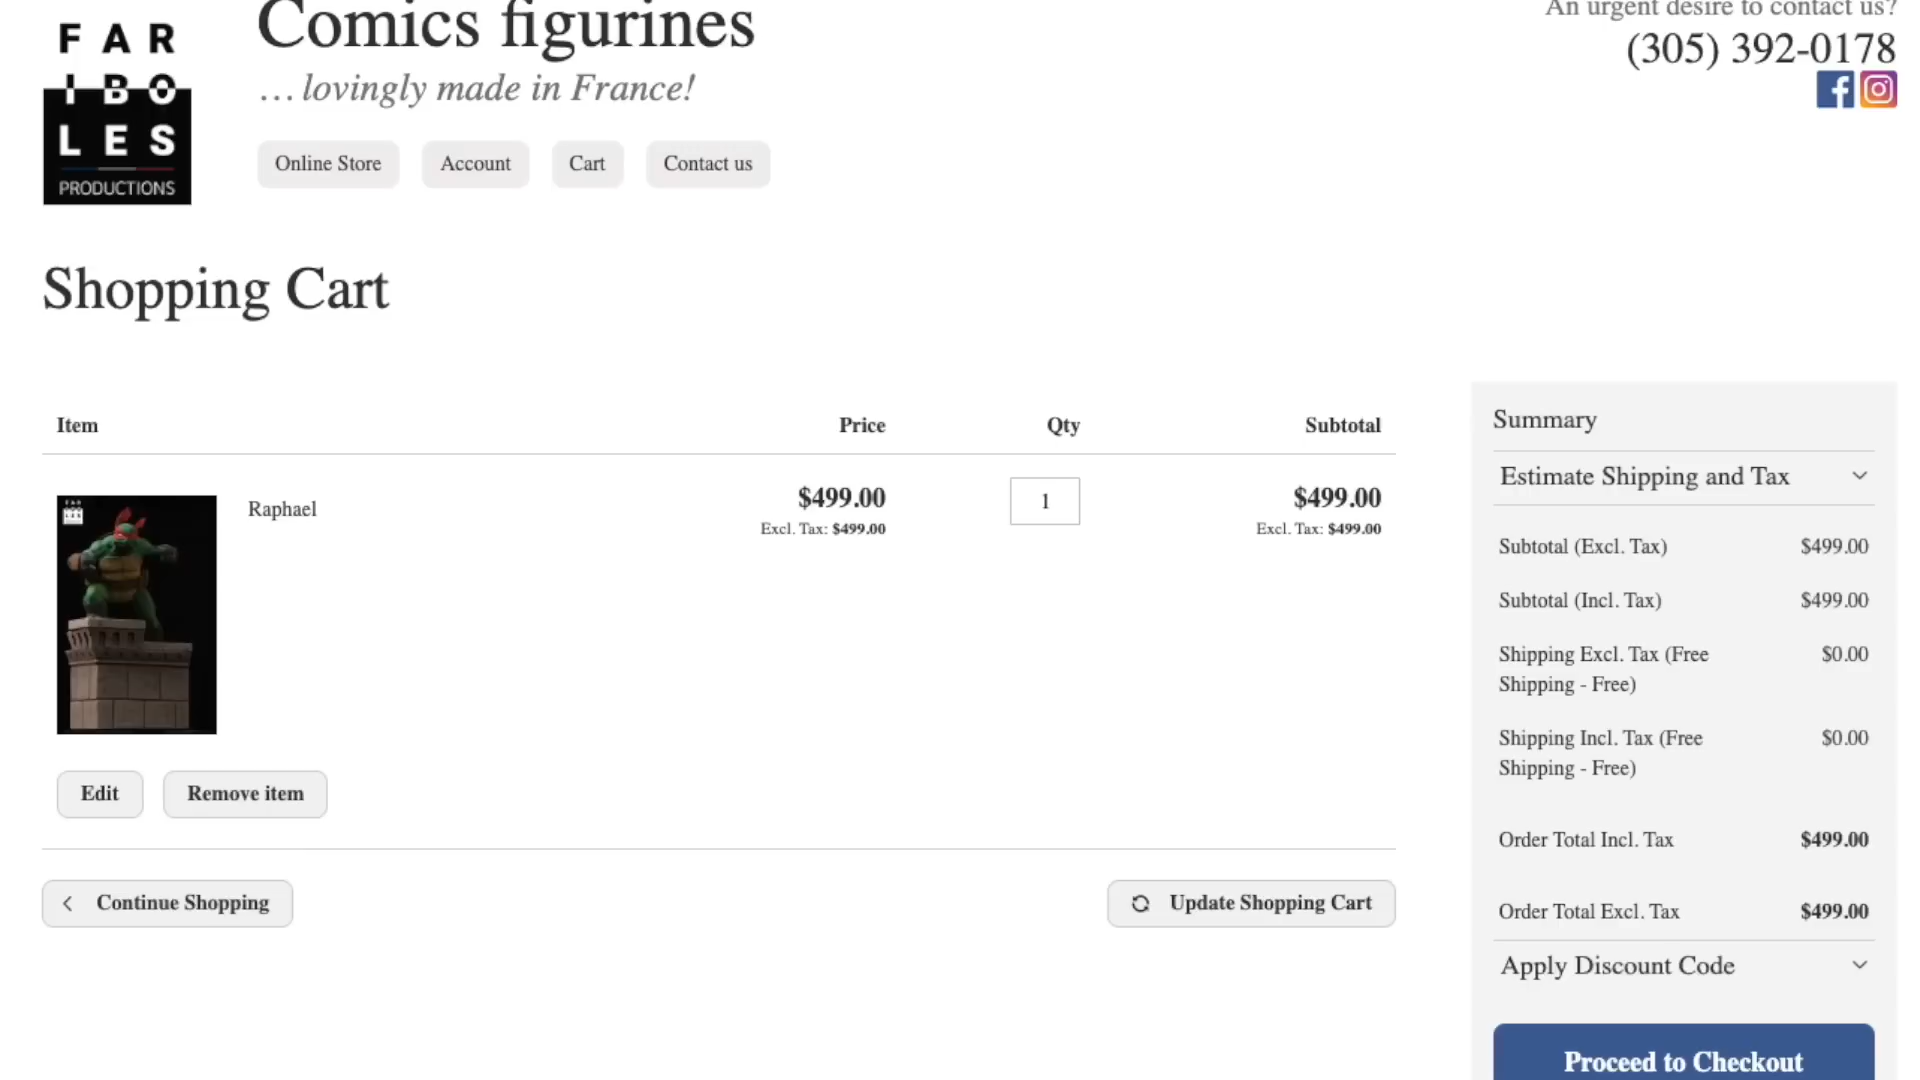 FAR
IBO
LES
PRODUCTIONS
Comics figurines
...lovingly made in France!
An urgent desire to contact us?
(305) 392-0178
Online Store
Account
Cart
Contact us
Shopping Cart
Item
Price
Qty
Subtotal
Raphael
$499.00
Excl. Tax: $499.00
1
$499.00
Excl. Tax: $499.00
Edit
Remove item
Continue Shopping
Update Shopping Cart
Summary
Estimate Shipping and Tax
Subtotal (Excl. Tax) $499.00
Subtotal (Incl. Tax) $499.00
Shipping Excl. Tax (Free $0.00
Shipping - Free)
Shipping Incl. Tax (Free $0.00
Shipping - Free)
Order Total Incl. Tax $499.00
Order Total Excl. Tax $499.00
Apply Discount Code
Proceed to Checkout